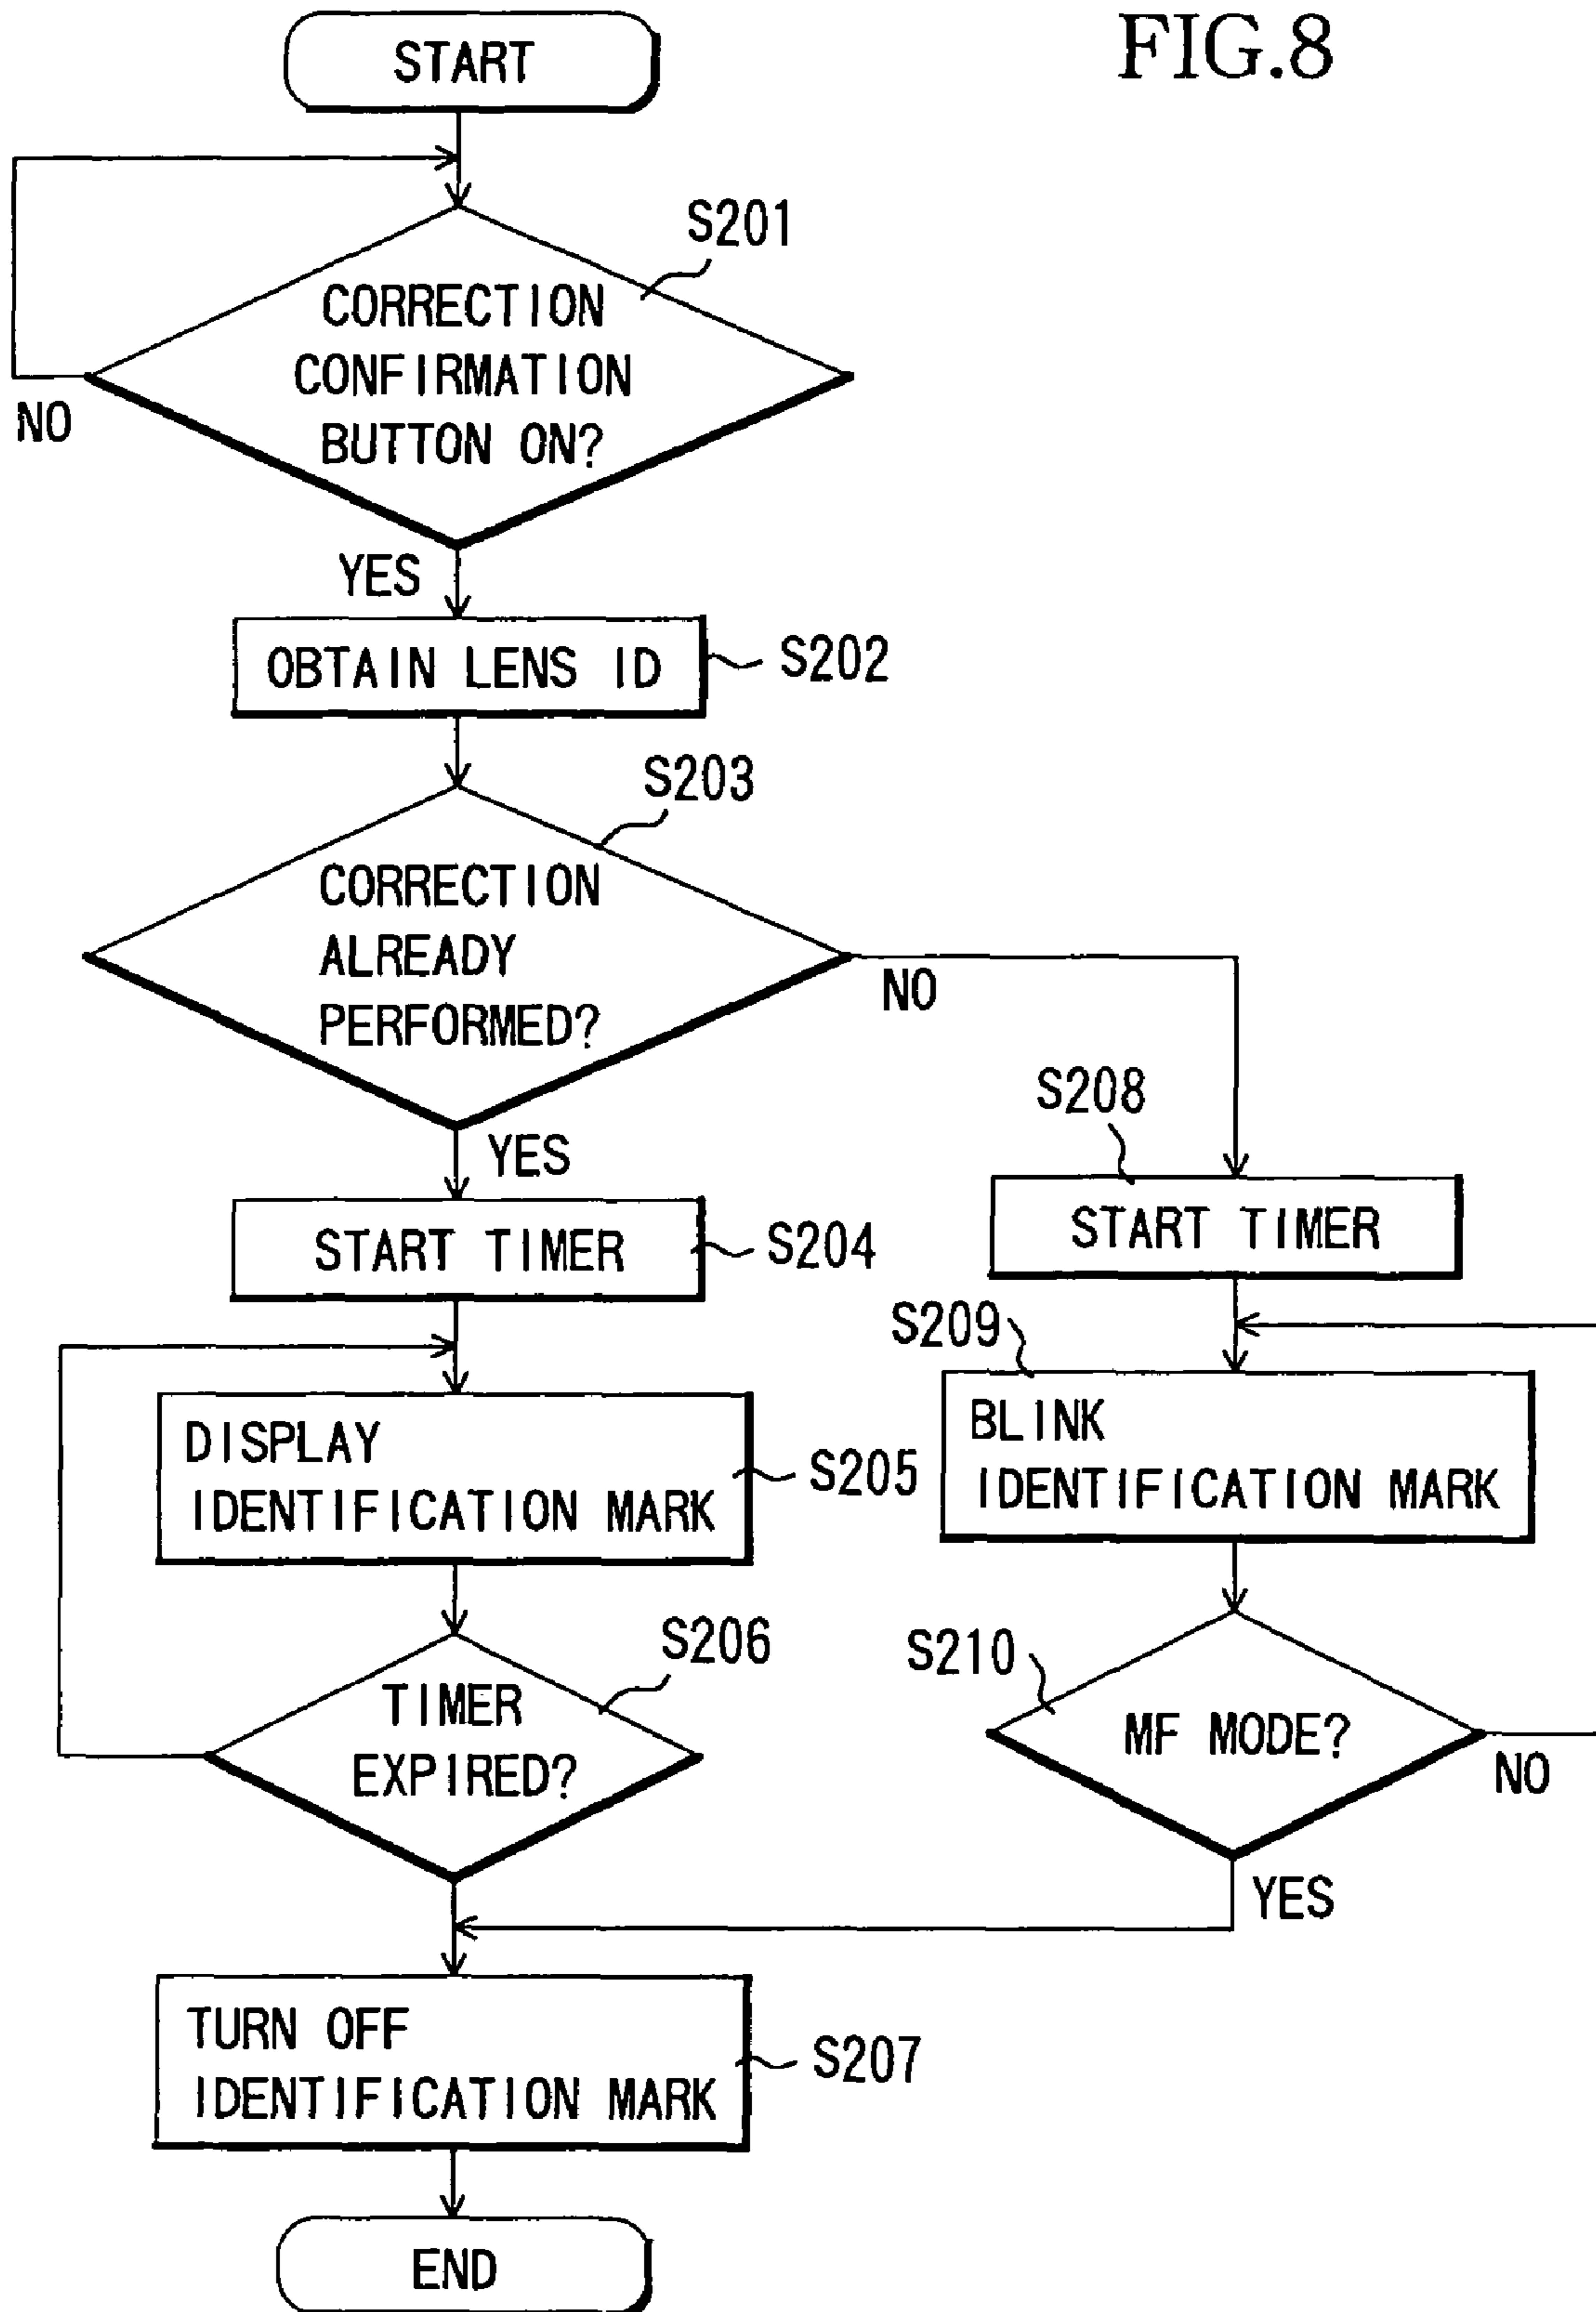 FIG.8
START
S201
CORRECTION
CONFIRMATION
BUTTON ON?
NO
YES
OBTAIN LENS ID
S202
S203
CORRECTION
ALREADY
PERFORMED?
NO
YES
S208
START TIMER
S204
START TIMER
S209
DISPLAY
IDENTIFICATION MARK
S205
BLINK
IDENTIFICATION MARK
S206
TIMER
EXPIRED?
S210
MF MODE?
NO
YES
TURN OFF
IDENTIFICATION MARK
S207
END